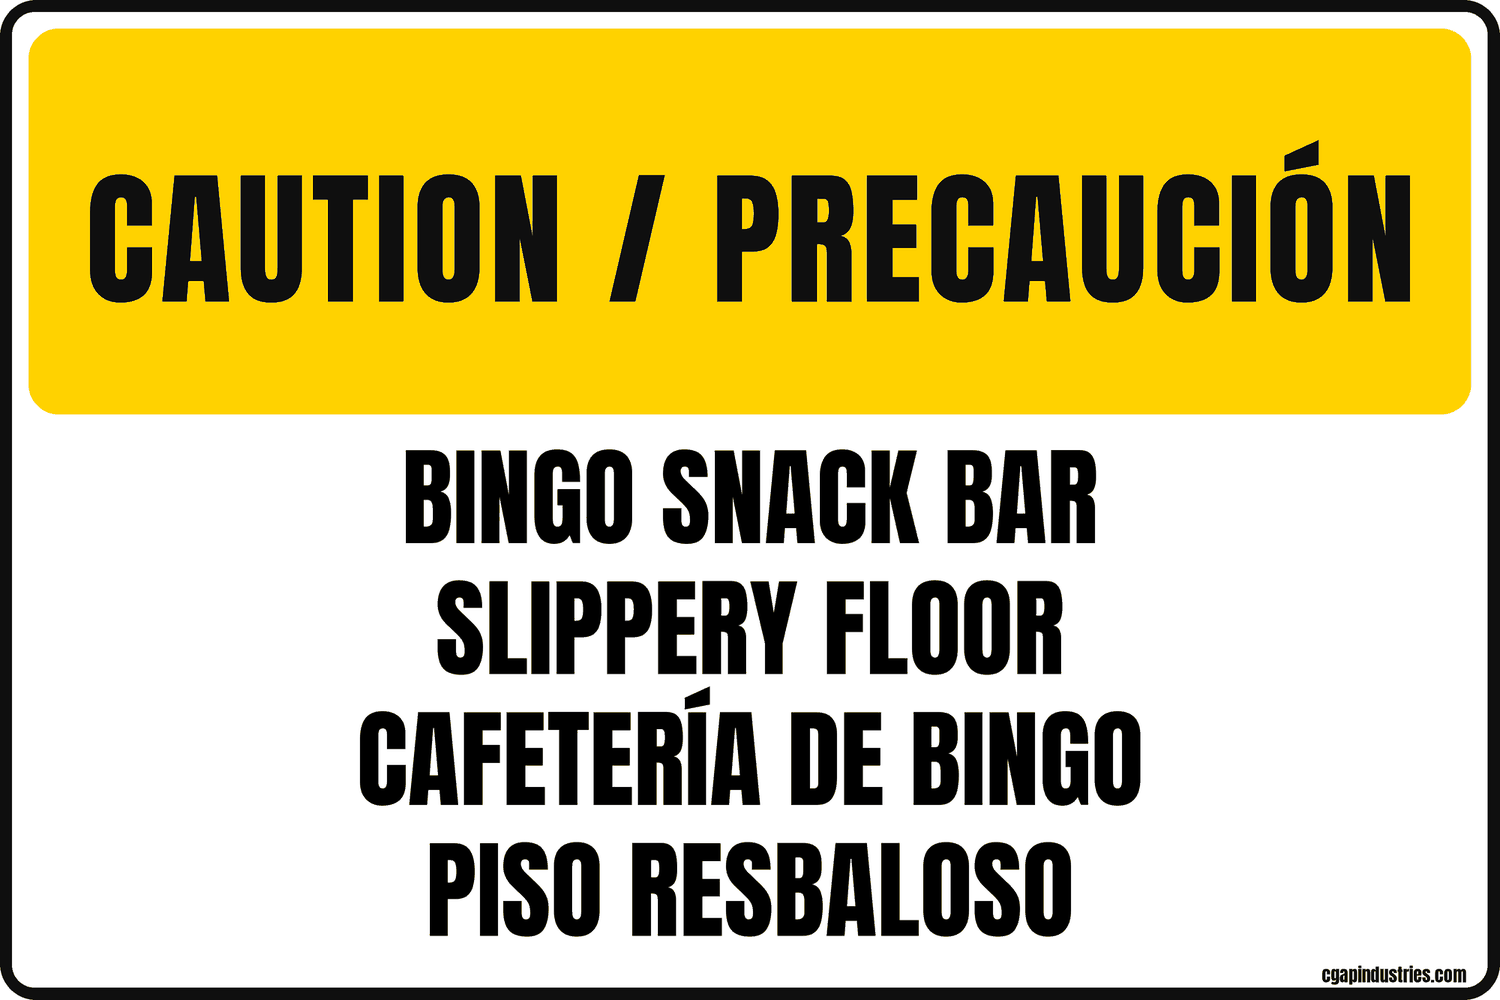 CAUTION / PRECAUCIÓN
BINGO SNACK BAR
SLIPPERY FLOOR
CAFETERÍA DE BINGO
PISO RESBALOSO
cgapindustries.com